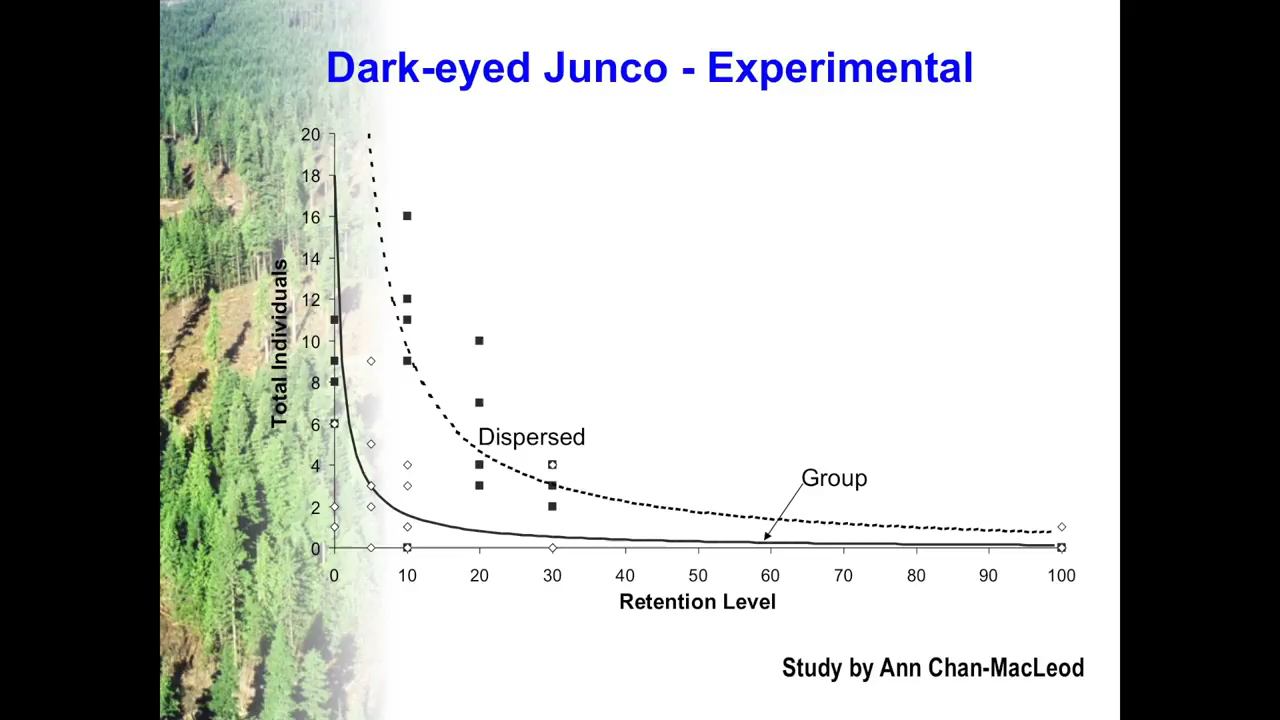 Dark-eyed Junco - Experimental
20
18
16
14
12
10
8
6
4
2
0
Total Individuals
Dispersed
Group
0 10 20 30 40 50 60 70 80 90 100
Retention Level
Study by Ann Chan-MacLeod